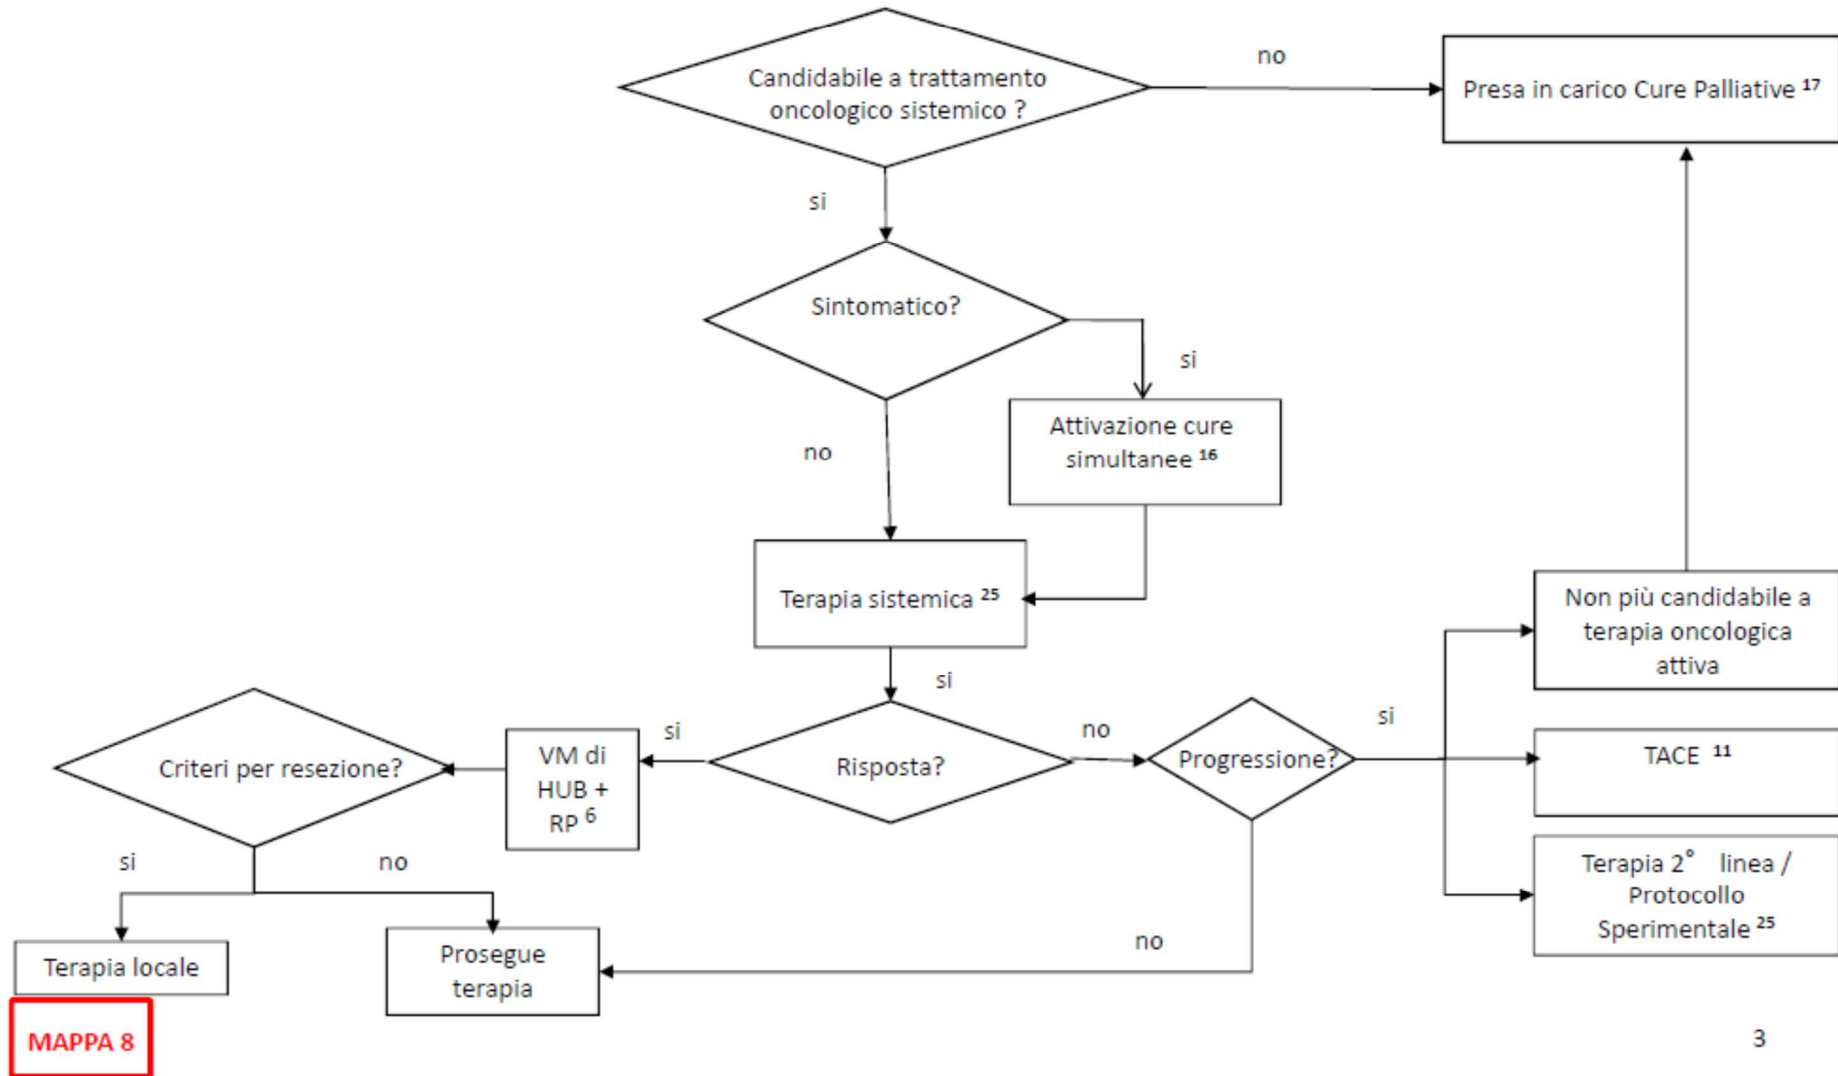 Candidabile a trattamento
oncologico sistemico ?
no
Presa in carico Cure Palliative ¹⁷
si
Sintomatico?
si
Attivazione cure
simultanee ¹⁶
no
Terapia sistemica ²⁵
Non più candidabile a
terapia oncologica
attiva
si
Criteri per resezione?
VM di
HUB +
RP ⁶
si
Risposta?
no
Progressione?
si
TACE ¹¹
si
no
Terapia 2° linea /
Protocollo
Sperimentale ²⁵
no
Terapia locale
Prosegue
terapia
MAPPA 8
3